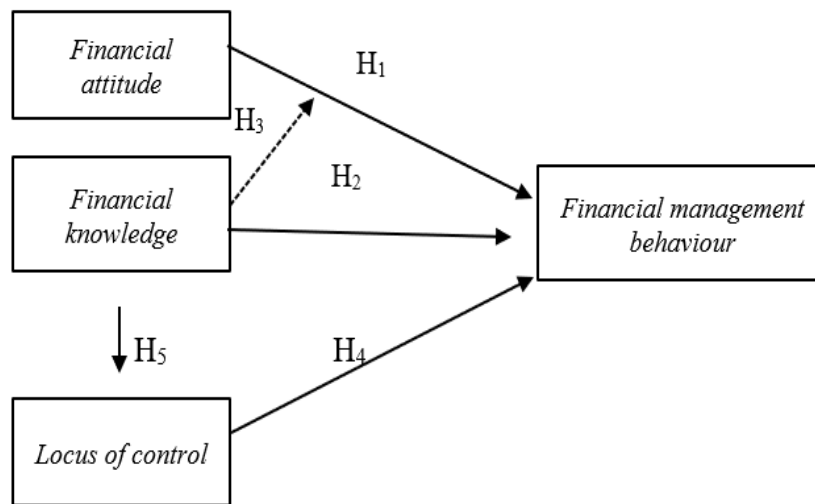 Financial
attitude
H₁
H₃
Financial
knowledge
H₂
Financial management
behaviour
H₅
H₄
Locus of control